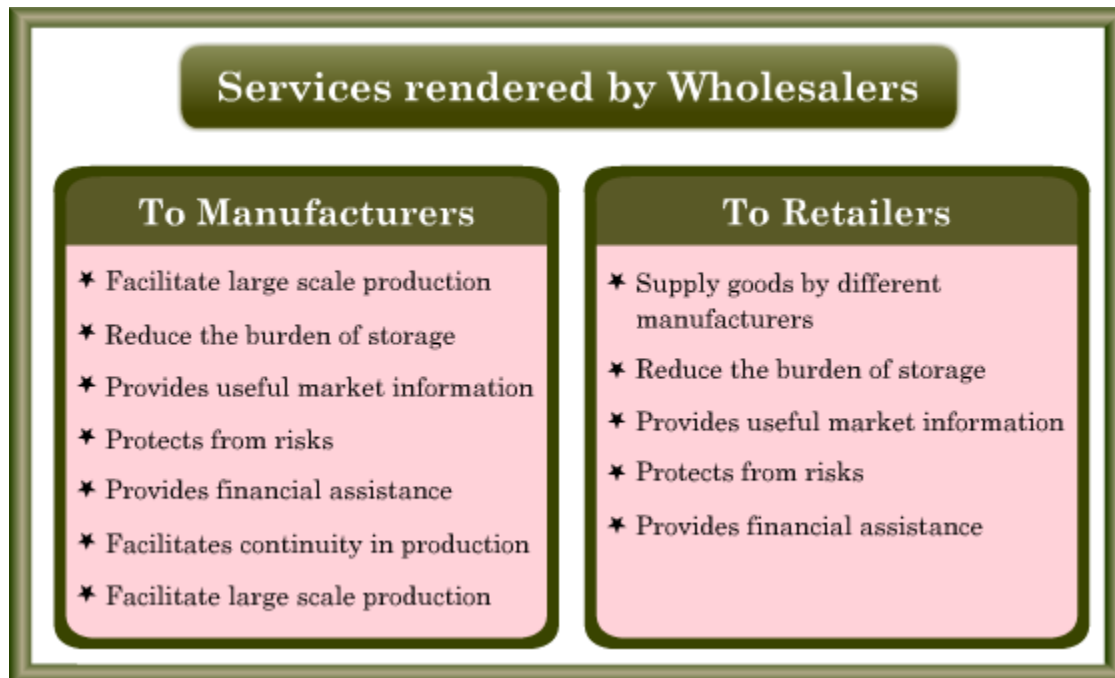 Services rendered by Wholesalers
To Manufacturers
Facilitate large scale production
Reduce the burden of storage
Provides useful market information
Protects from risks
Provides financial assistance
Facilitates continuity in production
Facilitate large scale production
To Retailers
Supply goods by different
manufacturers
Reduce the burden of storage
Provides useful market information
Protects from risks
Provides financial assistance